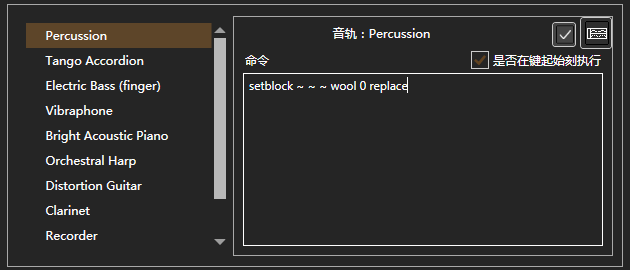 Percussion
Tango Accordion
Electric Bass (finger)
Vibraphone
Bright Acoustic Piano
Orchestral Harp
Distortion Guitar
Clarinet
Recorder
音轨：Percussion
命令
是否在键起始刻执行
setblock ~ ~ ~ wool 0 replace